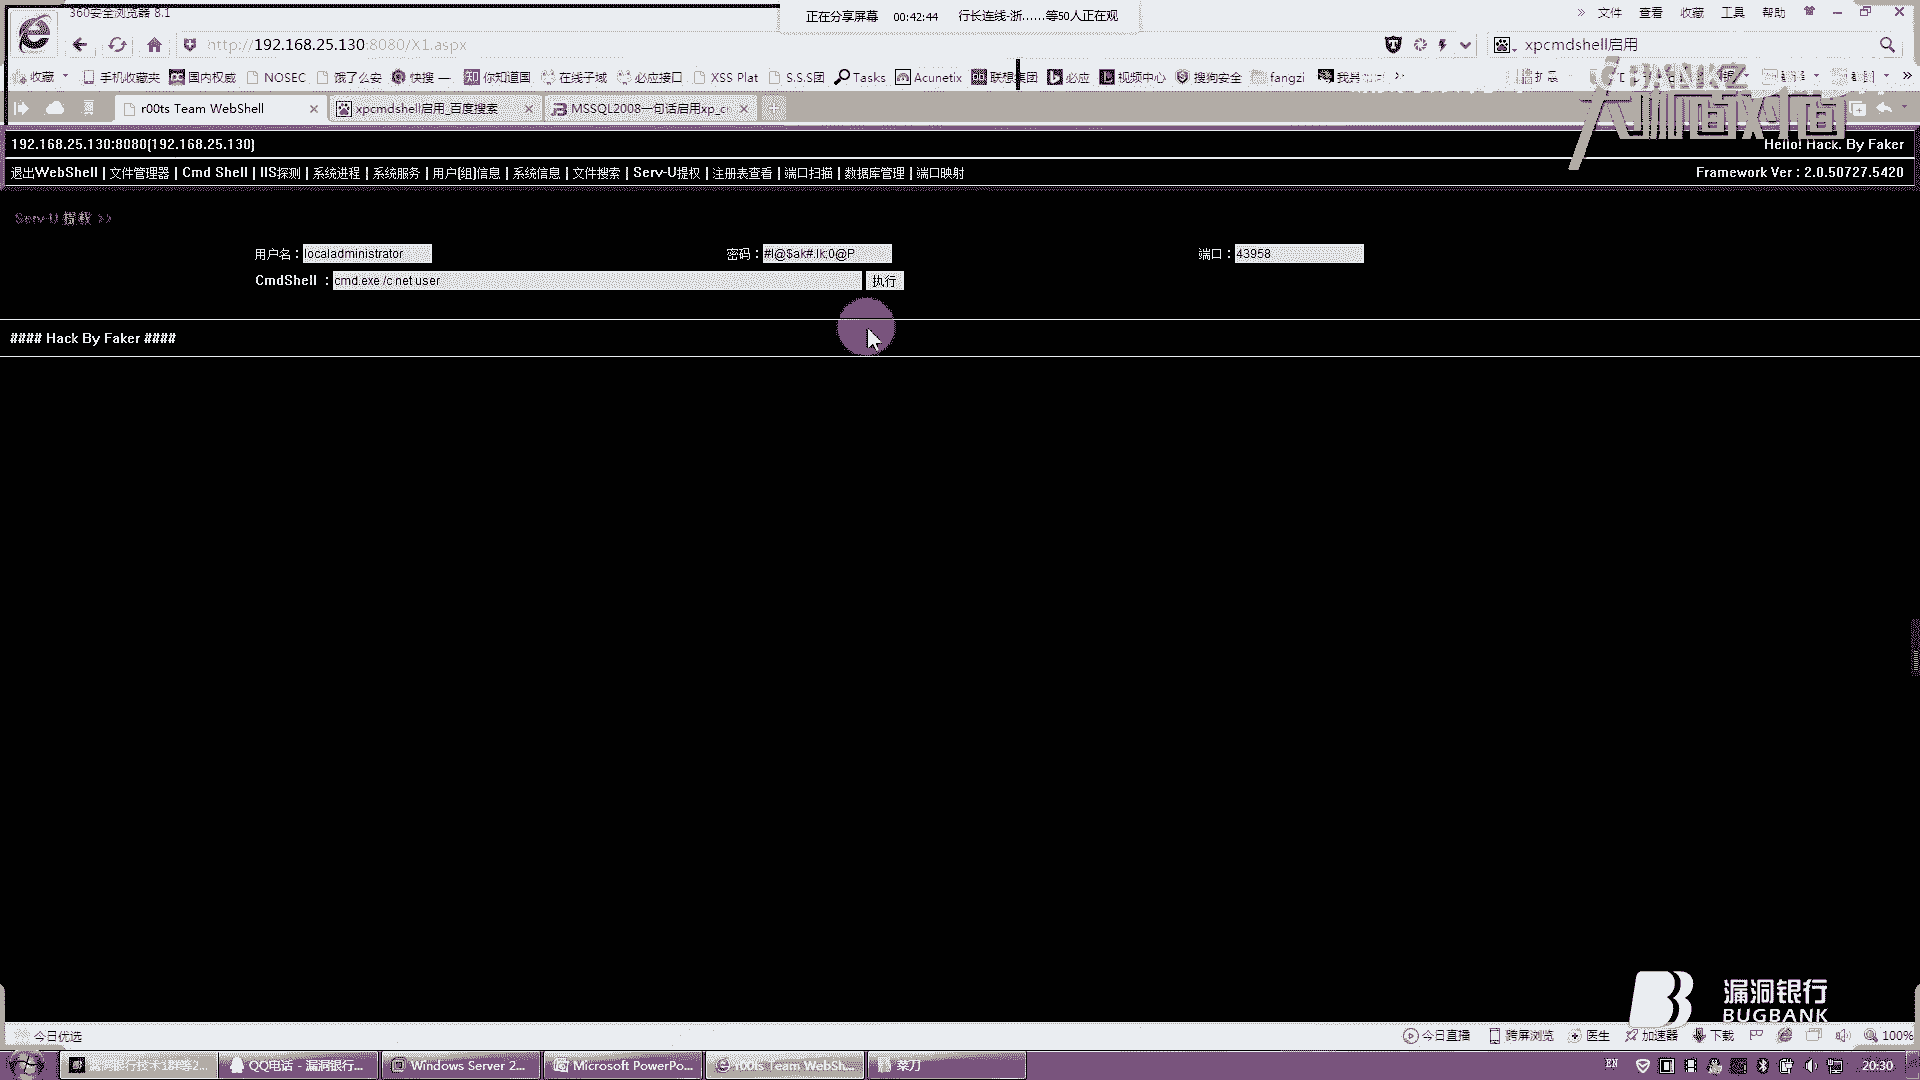 360安全浏览器 8.1
正在分享屏幕 00:42:44 行长连线-浙......等50人正在观
» 文件 查看 收藏 工具 帮助
http://192.168.25.130:8080/X1.aspx
xpcmdshell启用
收藏 手机收藏夹 国内权威 NOSEC 饿了么安 快搜 — 你知道国 在线子域 必应接口 XSS Plat S.S.S团 Tasks Acunetix 联想集团 必应 视频中心 搜狗安全 fangzi
r00ts Team WebShell
xpcmdshell启用_百度搜索
MSSQL2008一句话启用xp_c
大咖面对面
192.168.25.130:8080(192.168.25.130)
Hello! Hack. By Faker
退出WebShell | 文件管理器 | Cmd Shell | IIS探测 | 系统进程 | 系统服务 | 用户(组)信息 | 系统信息 | 文件搜索 | Serv-U提权 | 注册表查看 | 端口扫描 | 数据库管理 | 端口映射
Framework Ver : 2.0.50727.5420
Serv-U 提权 >>
用户名 : localadministrator
密码 : #l@$ak#.lk;0@P
端口 : 43958
CmdShell : cmd.exe /c net user
执行
#### Hack By Faker ####
漏洞银行
BUGBANK
今日优选
今日直播 跨屏浏览 医生 加速器 下载 100%
漏洞银行技术1群等2...
QQ电话 - 漏洞银行...
Windows Server 2...
Microsoft PowerPo...
r00ts Team WebSh...
菜刀
EN
20:30